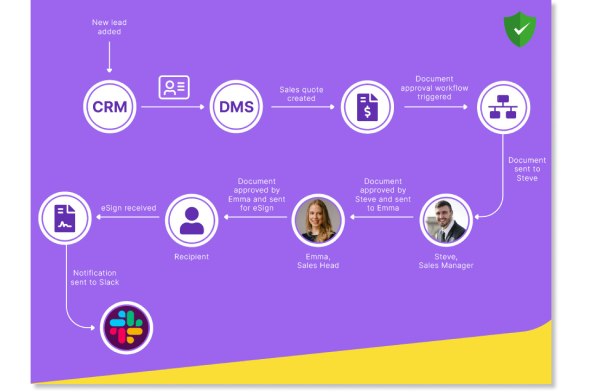 New lead
added
CRM
DMS
Sales quote
created
Document
approval workflow
triggered
Document
sent to
Steve
Steve,
Sales Manager
Document
approved by
Steve and sent
to Emma
Emma,
Sales Head
Document
approved by
Emma and sent
for eSign
Recipient
eSign received
Notification
sent to Slack